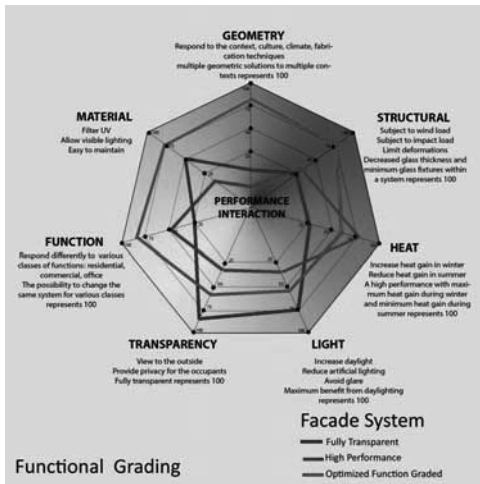 GEOMETRY
Respond to the context, culture, climate, fabri-
cation techniques
multiple geometric solutions to multiple con-
texts represents 100
MATERIAL
Filter UV
Allow visible lighting
Easy to maintain
STRUCTURAL
Subject to wind load
Subject to impact load
Limit deformations
Decreased glass thickness and
minimum glass fixtures within
a system represents 100
PERFORMANCE
INTERACTION
FUNCTION
Respond differently to various
classes of functions: residential,
commercial, office
The possibility to change the
same system for various classes
represents 100
HEAT
Increase heat gain in winter
Reduce heat gain in summer
A high performance with maxi-
mum heat gain during winter
and minimum heat gain during
summer represents 100
TRANSPARENCY
View to the outside
Provide privacy for the occupants
Fully transparent represents 100
LIGHT
Increase daylight
Reduce artificial lighting
Avoid glare
Maximum benefit from daylighting
represents 100
Facade System
Fully Transparent
High Performance
Optimized Function Graded
Functional Grading